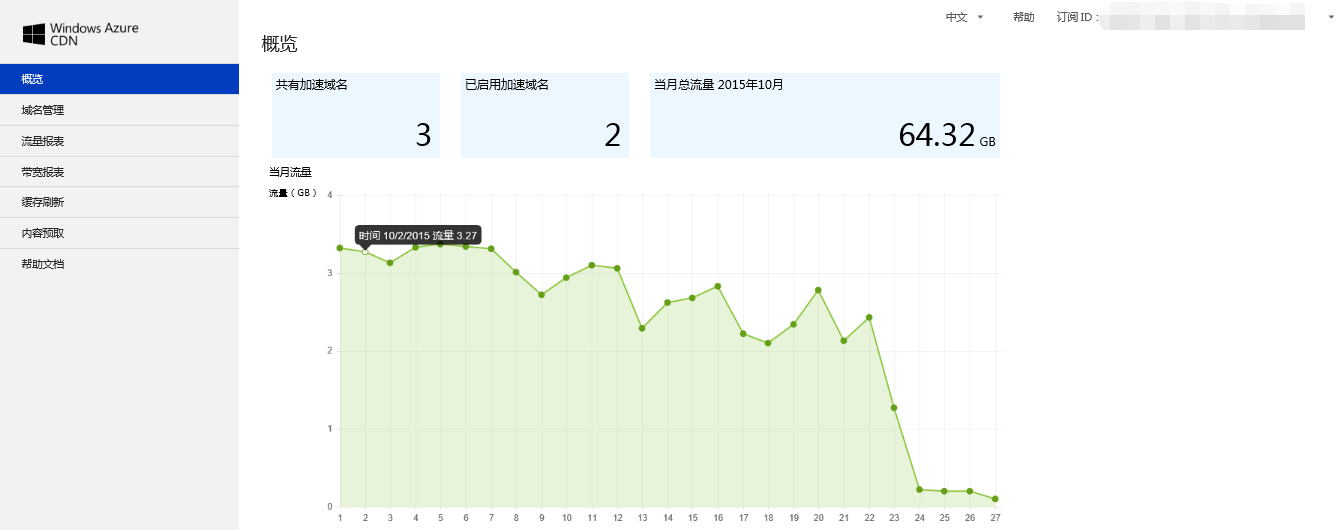 Windows Azure
CDN
中文
帮助
订阅 ID :
概览
域名管理
流量报表
带宽报表
缓存刷新
内容预取
帮助文档
概览
共有加速域名
3
已启用加速域名
2
当月总流量 2015年10月
64.32 GB
当月流量
流量 ( GB )
4
3
2
1
0
时间 10/2/2015 流量 3.27
1 2 3 4 5 6 7 8 9 10 11 12 13 14 15 16 17 18 19 20 21 22 23 24 25 26 27